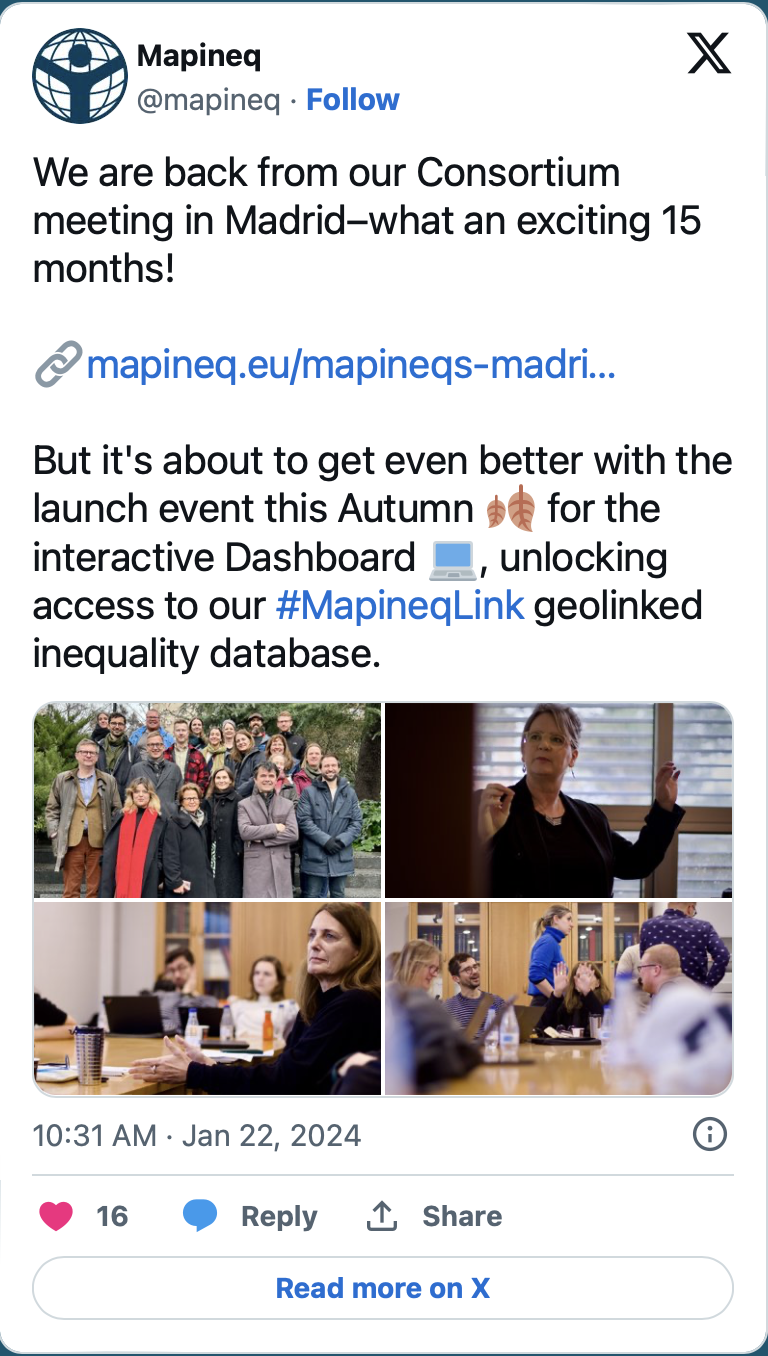 Mapineq
@mapineq · Follow
We are back from our Consortium
meeting in Madrid–what an exciting 15
months!
🔗mapineq.eu/mapineqs-madri…
But it's about to get even better with the
launch event this Autumn 🍂 for the
interactive Dashboard 💻, unlocking
access to our #MapineqLink geolinked
inequality database.
10:31 AM · Jan 22, 2024
16 Reply Share
Read more on X